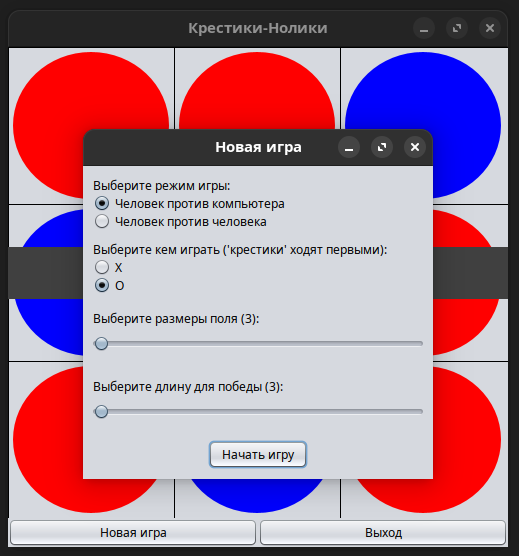 Крестики-Нолики
Новая игра
Выберите режим игры:
Человек против компьютера
Человек против человека
Выберите кем играть ('крестики' ходят первыми):
X
O
Выберите размеры поля (3):
Выберите длину для победы (3):
Начать игру
Новая игра Выход